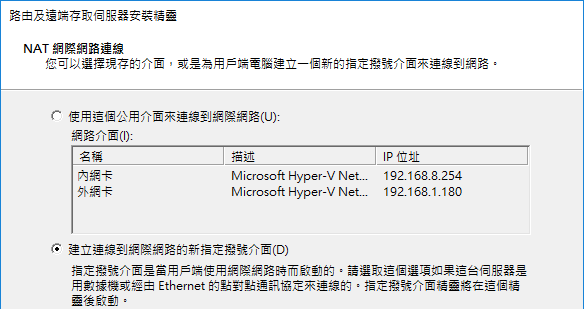 路由及遠端存取伺服器安裝精靈
NAT 網際網路連線
您可以選擇現存的介面，或是為用戶端電腦建立一個新的指定撥號介面來連線到網路。
使用這個公用介面來連線到網際網路(U):
網路介面(I):
名稱 描述 IP 位址
內網卡 Microsoft Hyper-V Net... 192.168.8.254
外網卡 Microsoft Hyper-V Net... 192.168.1.180
建立連線到網際網路的新指定撥號介面(D)
指定撥號介面是當用戶端使用網際網路時而啟動的。請選取這個選項如果這台伺服器是
用數據機或經由 Ethernet 的點對點通訊協定來連線的。指定撥號介面精靈將在這個精
靈後啟動。